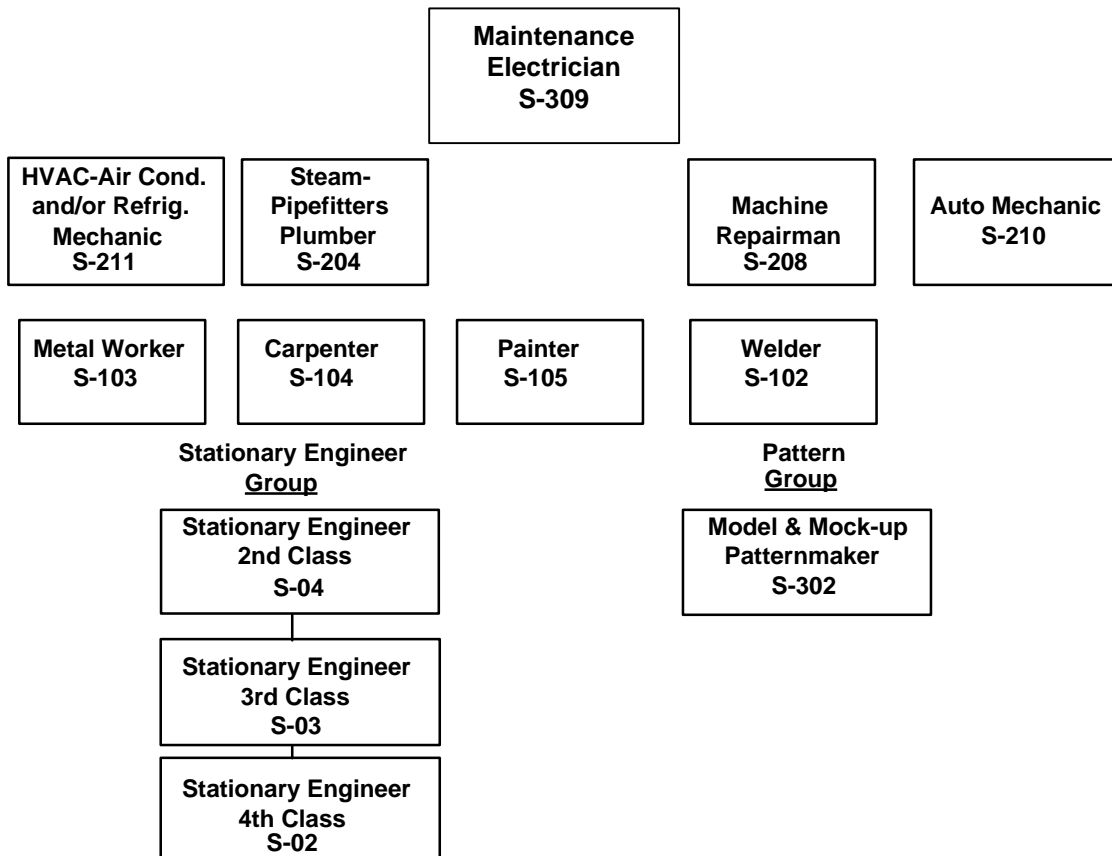 Maintenance
Electrician
S-309
HVAC-Air Cond.
and/or Refrig.
Mechanic
S-211
Steam-
Pipefitters
Plumber
S-204
Machine
Repairman
S-208
Auto Mechanic
S-210
Metal Worker
S-103
Carpenter
S-104
Painter
S-105
Welder
S-102
Stationary Engineer
Group
Stationary Engineer
2nd Class
S-04
Stationary Engineer
3rd Class
S-03
Stationary Engineer
4th Class
S-02
Pattern
Group
Model & Mock-up
Patternmaker
S-302